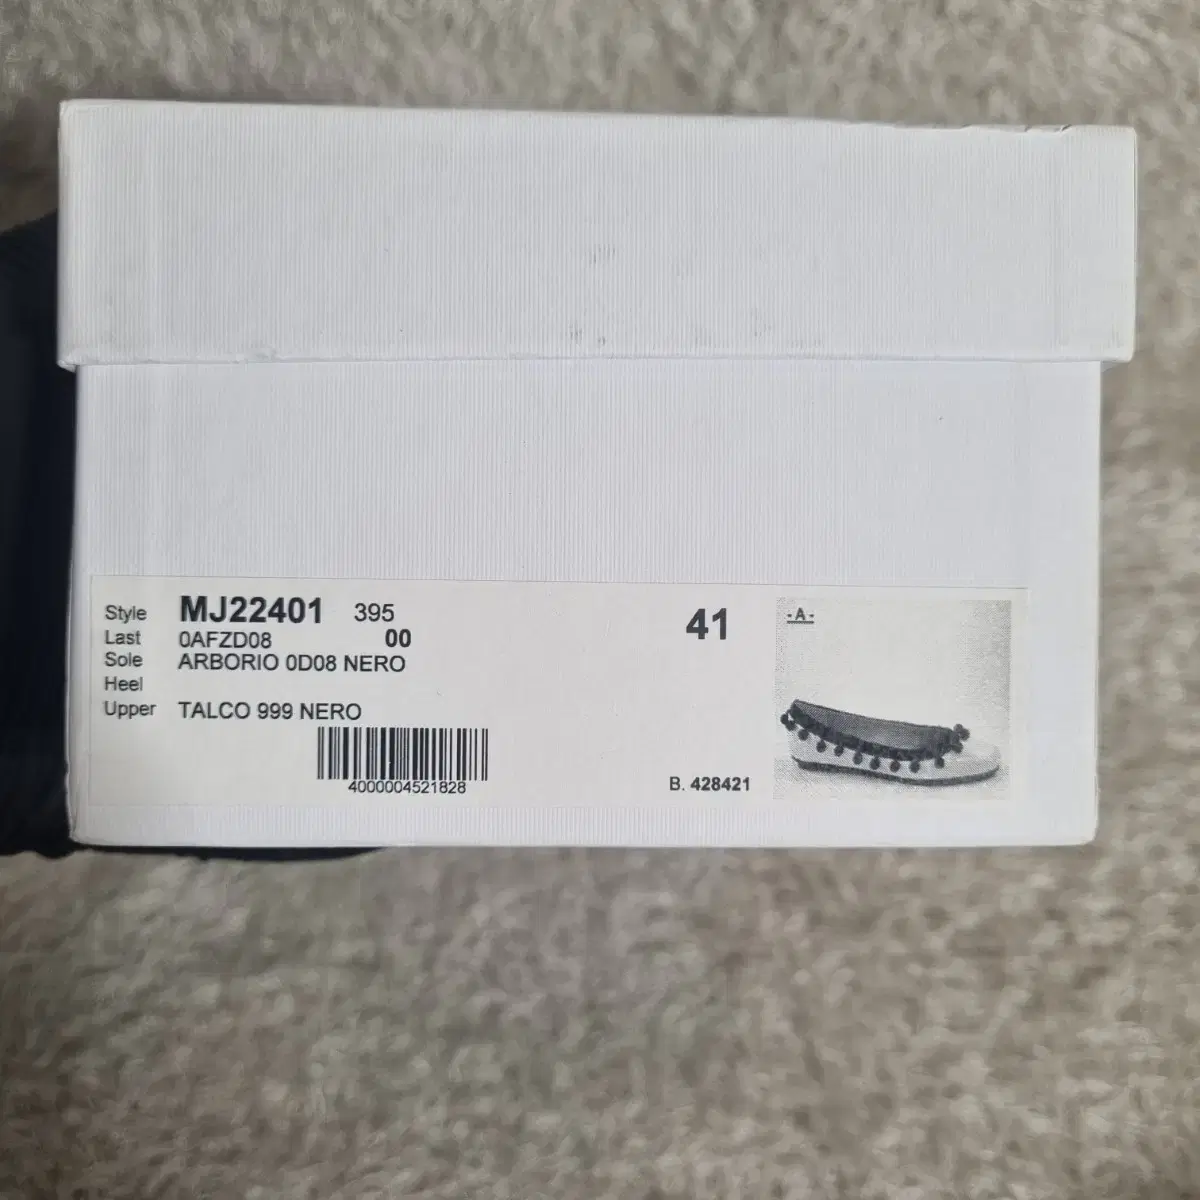 Style MJ22401 395
Last 0AFZD08 00
Sole ARBORIO 0D08 NERO
Heel
Upper TALCO 999 NERO
4000004521828
41
B. 428421
-A-